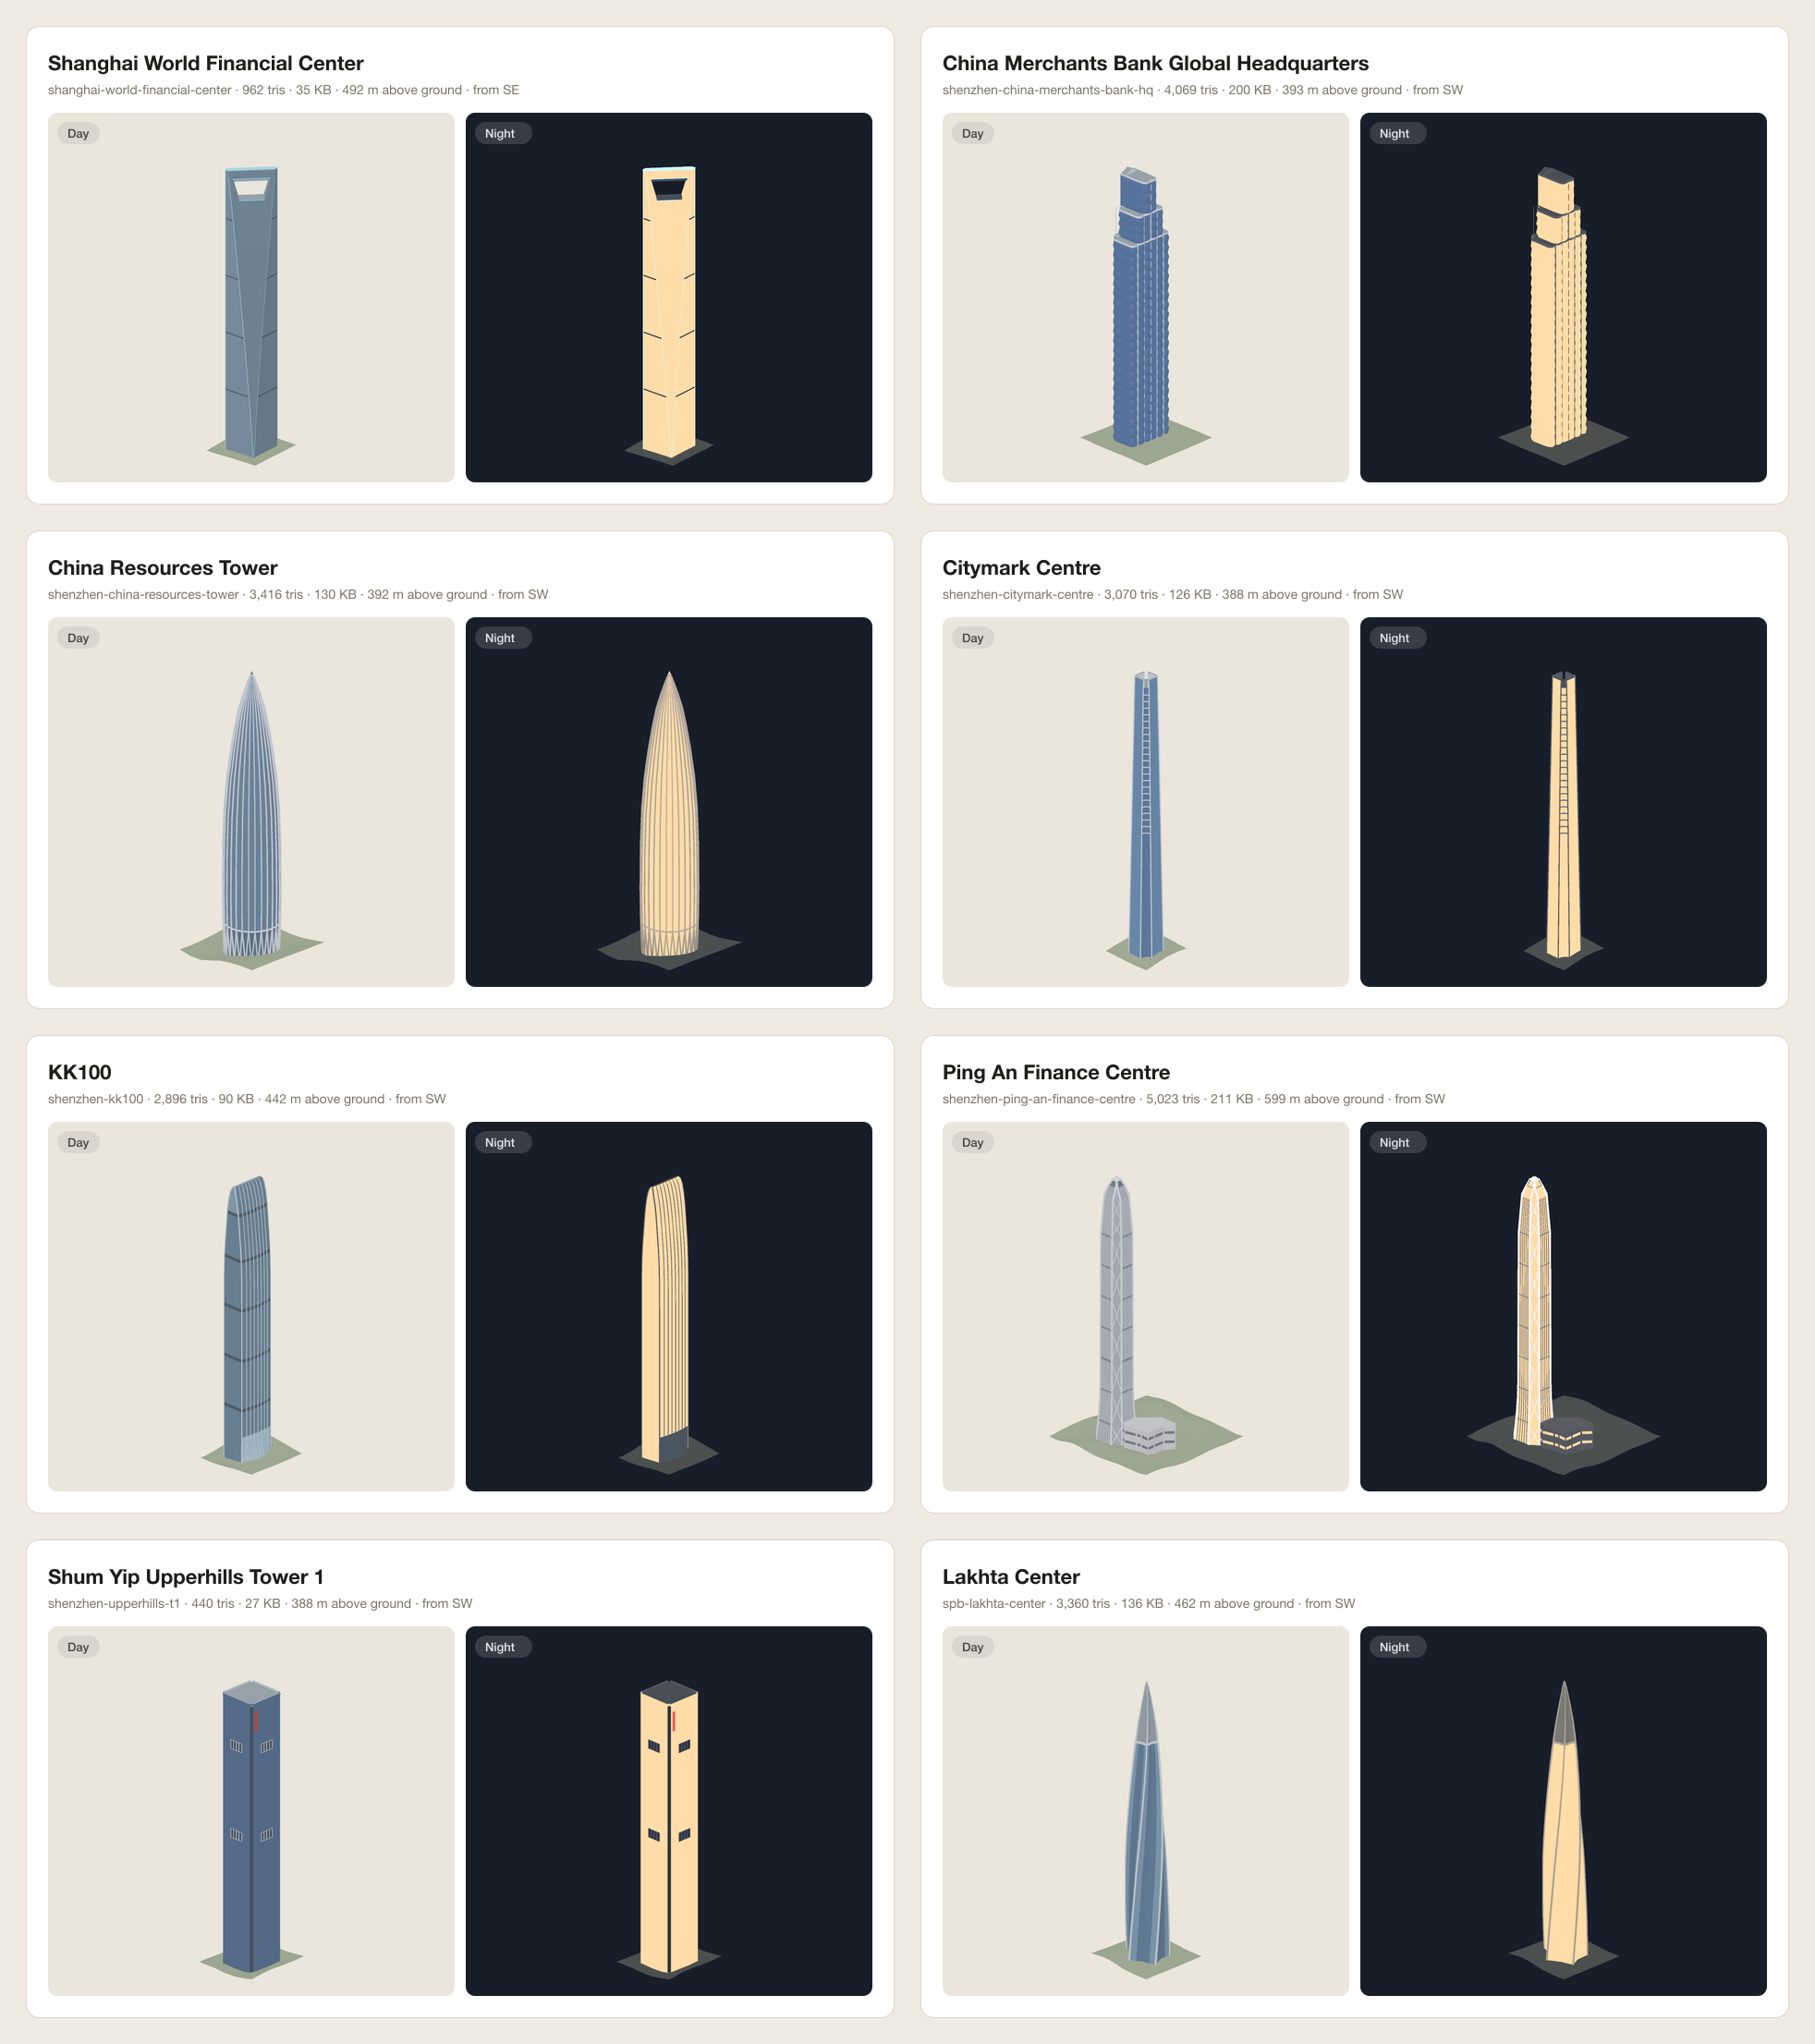 Shanghai World Financial Center
shanghai-world-financial-center · 962 tris · 35 KB · 492 m above ground · from SE
Day
Night
China Merchants Bank Global Headquarters
shenzhen-china-merchants-bank-hq · 4,069 tris · 200 KB · 393 m above ground · from SW
Day
Night
China Resources Tower
shenzhen-china-resources-tower · 3,416 tris · 130 KB · 392 m above ground · from SW
Day
Night
Citymark Centre
shenzhen-citymark-centre · 3,070 tris · 126 KB · 388 m above ground · from SW
Day
Night
KK100
shenzhen-kk100 · 2,896 tris · 90 KB · 442 m above ground · from SW
Day
Night
Ping An Finance Centre
shenzhen-ping-an-finance-centre · 5,023 tris · 211 KB · 599 m above ground · from SW
Day
Night
Shum Yip Upperhills Tower 1
shenzhen-upperhills-t1 · 440 tris · 27 KB · 388 m above ground · from SW
Day
Night
Lakhta Center
spb-lakhta-center · 3,360 tris · 136 KB · 462 m above ground · from SW
Day
Night